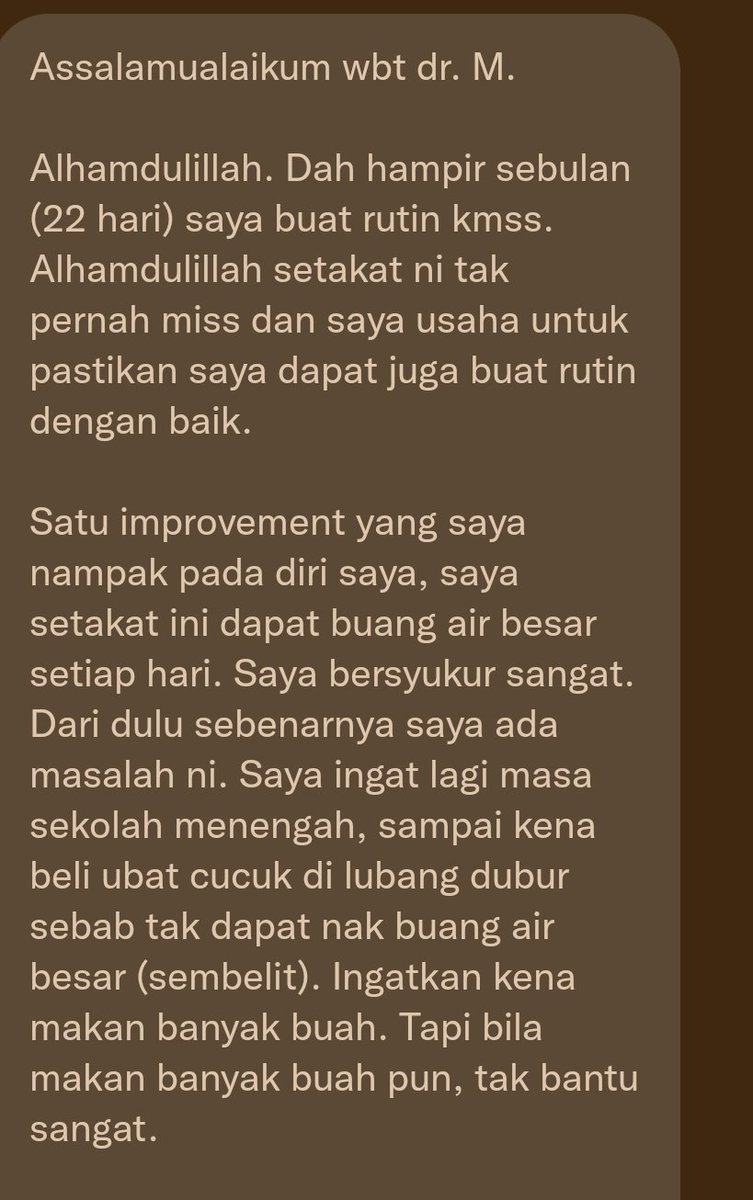 Assalamualaikum wbt dr. M.
Alhamdulillah. Dah hampir sebulan
(22 hari) saya buat rutin kmss.
Alhamdulillah setakat ni tak
pernah miss dan saya usaha untuk
pastikan saya dapat juga buat rutin
dengan baik.
Satu improvement yang saya
nampak pada diri saya, saya
setakat ini dapat buang air besar
setiap hari. Saya bersyukur sangat.
Dari dulu sebenarnya saya ada
masalah ni. Saya ingat lagi masa
sekolah menengah, sampai kena
beli ubat cucuk di lubang dubur
sebab tak dapat nak buang air
besar (sembelit). Ingatkan kena
makan banyak buah. Tapi bila
makan banyak buah pun, tak bantu
sangat.